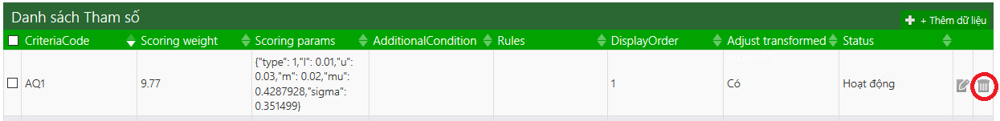 Danh sách Tham số
+ Thêm dữ liệu
CriteriaCode Scoring weight Scoring params AdditionalCondition Rules DisplayOrder Adjust transformed Status
AQ1 9.77 {"type": 1,"l": 0.01,"u": 1 Có Hoạt động
0.03,"m": 0.02,"mu":
0.4287928,"sigma":
0.351499}